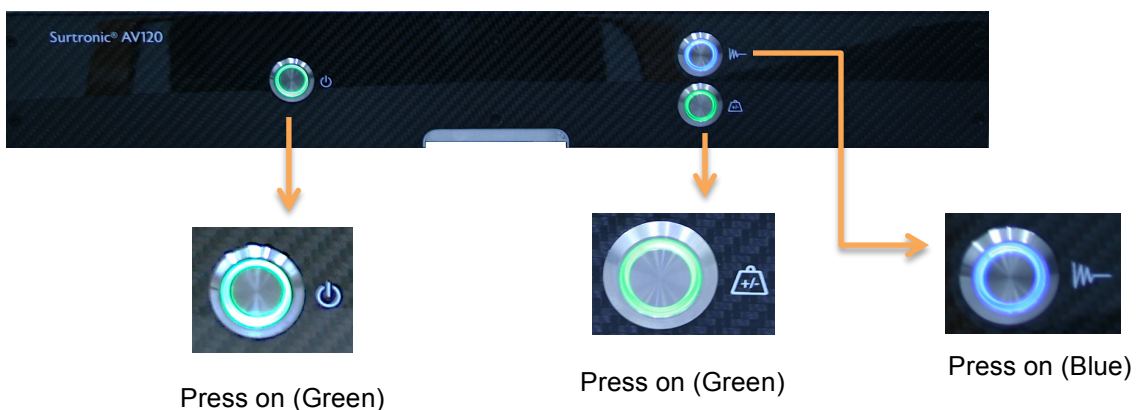 Surtronic® AV120
+/-
+/-
Press on (Green)
Press on (Green)
Press on (Blue)